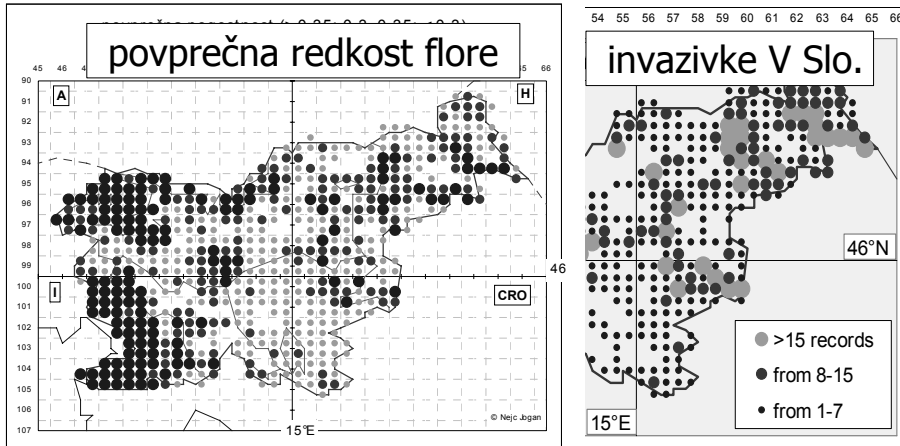 povprečna redkost flore
45 46
65 66
90
91
92
93
94
95
96
97
98
99
100
101
102
103
104
105
106
107
A
H
I
CRO
46
15°E
© Nejc Jogan
54 55 56 57 58 59 60 61 62 63 64 65 66
invazivke V Slo.
46°N
>15 records
from 8-15
from 1-7
15°E